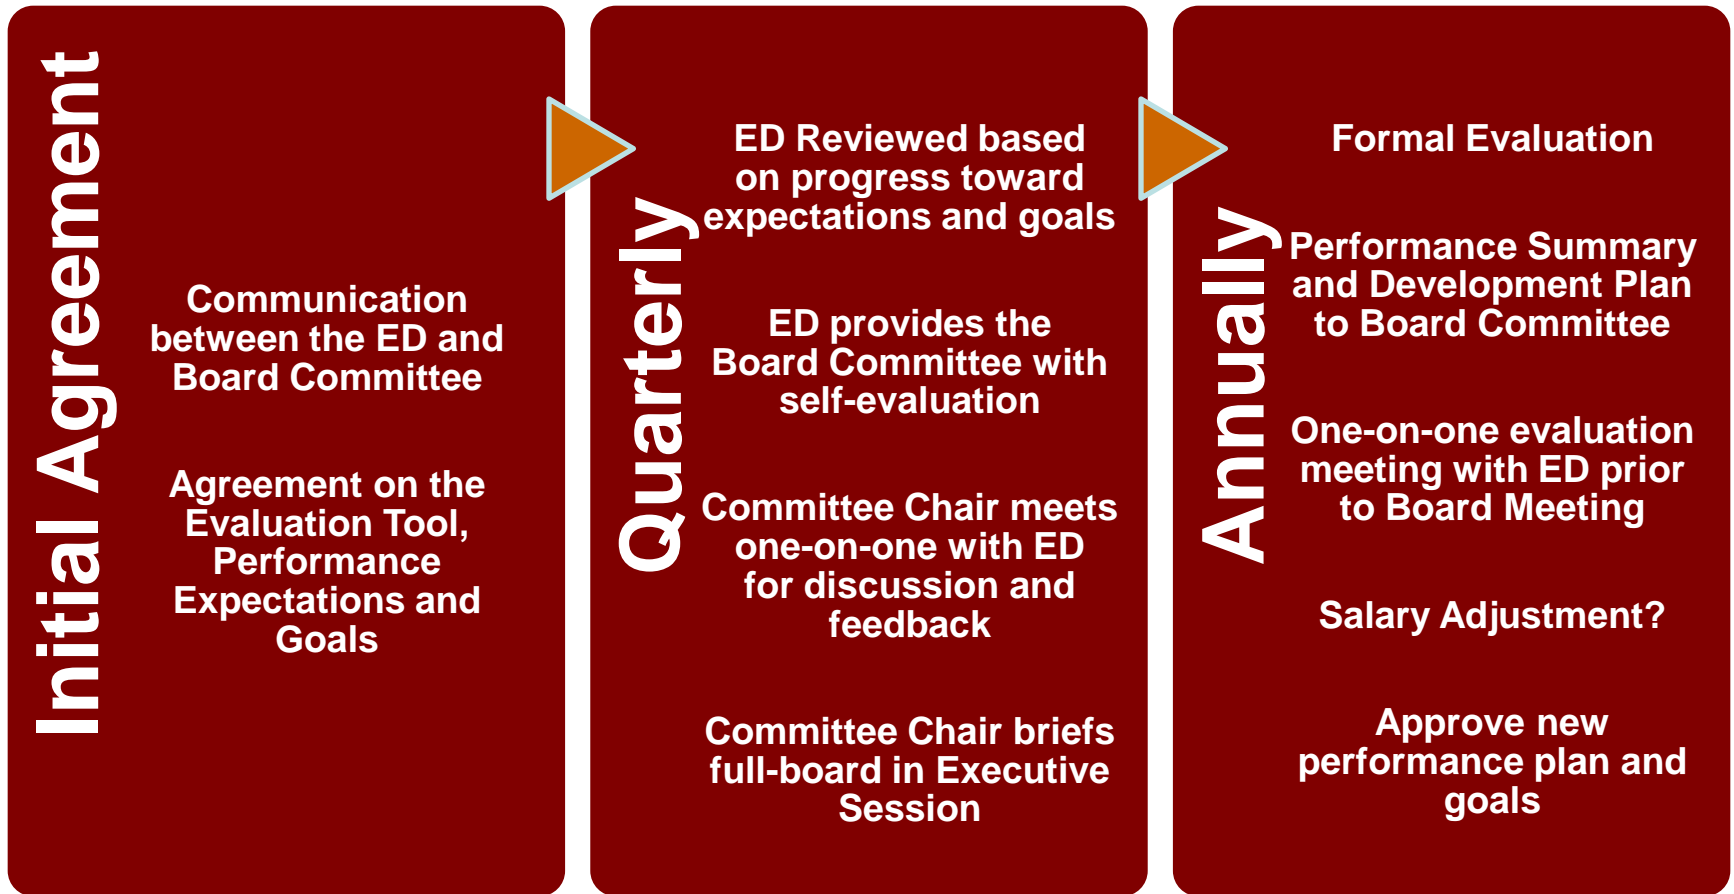 Initial Agreement
Communication
between the ED and
Board Committee
Agreement on the
Evaluation Tool,
Performance
Expectations and
Goals
Quarterly
ED Reviewed based
on progress toward
expectations and goals
ED provides the
Board Committee with
self-evaluation
Committee Chair meets
one-on-one with ED
for discussion and
feedback
Committee Chair briefs
full-board in Executive
Session
Annually
Formal Evaluation
Performance Summary
and Development Plan
to Board Committee
One-on-one evaluation
meeting with ED prior
to Board Meeting
Salary Adjustment?
Approve new
performance plan and
goals